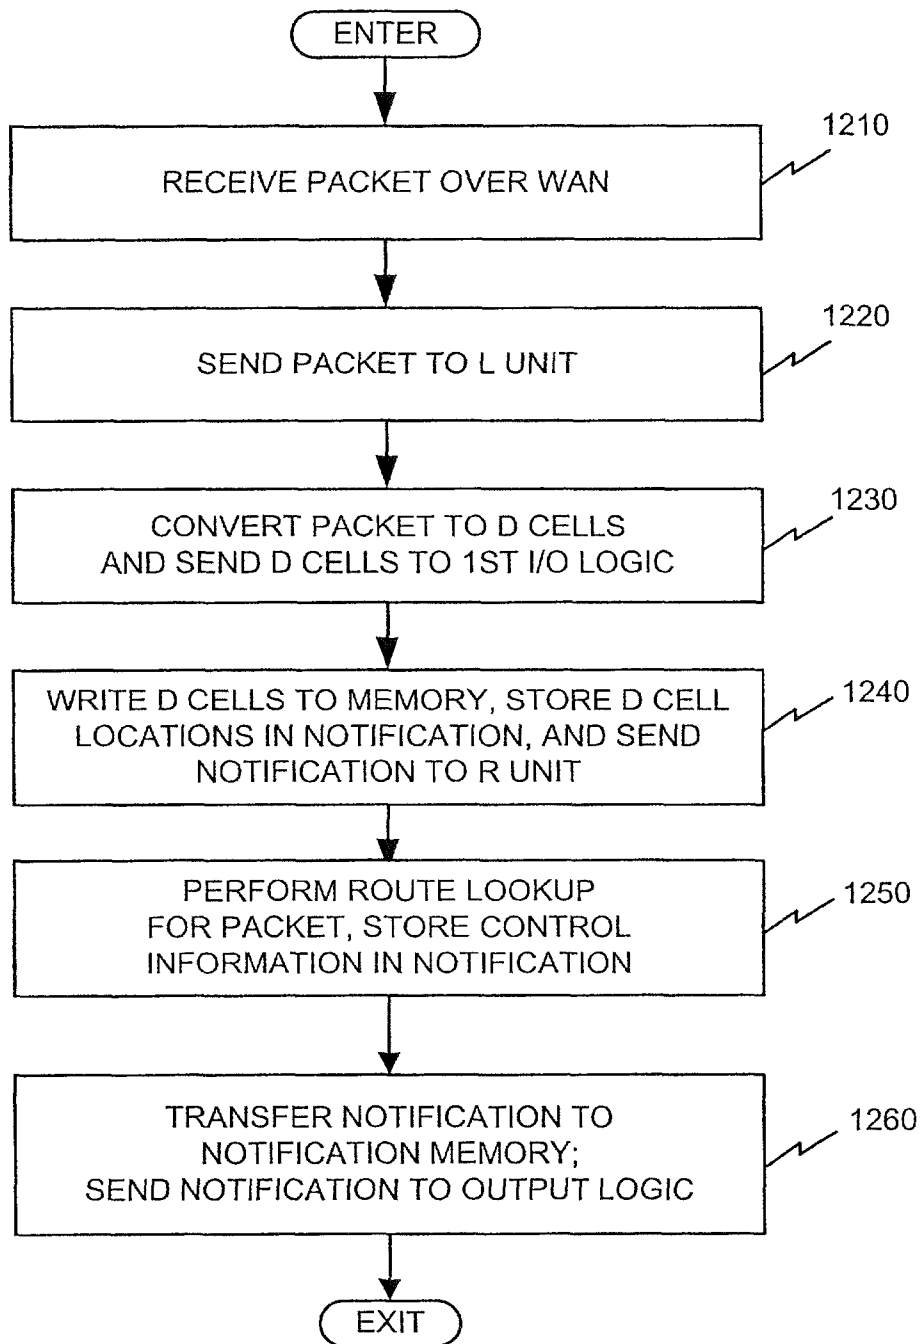 ENTER
1210
RECEIVE PACKET OVER WAN
1220
SEND PACKET TO L UNIT
1230
CONVERT PACKET TO D CELLS
AND SEND D CELLS TO 1ST I/O LOGIC
1240
WRITE D CELLS TO MEMORY, STORE D CELL
LOCATIONS IN NOTIFICATION, AND SEND
NOTIFICATION TO R UNIT
1250
PERFORM ROUTE LOOKUP
FOR PACKET, STORE CONTROL
INFORMATION IN NOTIFICATION
1260
TRANSFER NOTIFICATION TO
NOTIFICATION MEMORY;
SEND NOTIFICATION TO OUTPUT LOGIC
EXIT